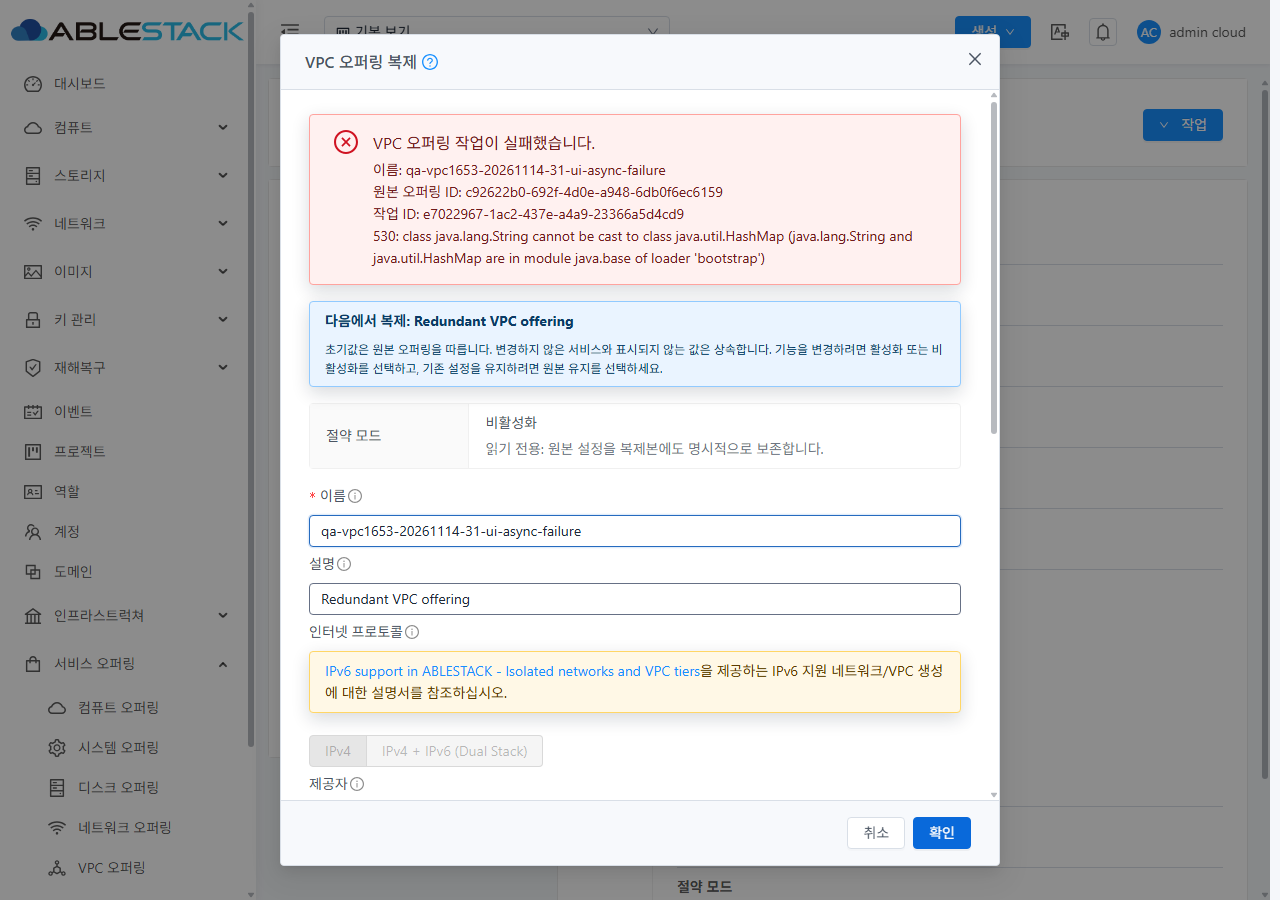 ABLESTACK
기본 보기
생성
AC admin cloud
대시보드
컴퓨트
스토리지
네트워크
이미지
키 관리
재해복구
이벤트
프로젝트
역할
계정
도메인
인프라스트럭쳐
서비스 오퍼링
컴퓨트 오퍼링
시스템 오퍼링
디스크 오퍼링
네트워크 오퍼링
VPC 오퍼링
작업
VPC 오퍼링 복제
VPC 오퍼링 작업이 실패했습니다.
이름: qa-vpc1653-20261114-31-ui-async-failure
원본 오퍼링 ID: c92622b0-692f-4d0e-a948-6db0f6ec6159
작업 ID: e7022967-1ac2-437e-a4a9-23366a5d4cd9
530: class java.lang.String cannot be cast to class java.util.HashMap (java.lang.String and
java.util.HashMap are in module java.base of loader 'bootstrap')
다음에서 복제: Redundant VPC offering
초기값은 원본 오퍼링을 따릅니다. 변경하지 않은 서비스와 표시되지 않는 값은 상속합니다. 기능을 변경하려면 활성화 또는 비
활성화를 선택하고, 기존 설정을 유지하려면 원본 유지를 선택하세요.
절약 모드
비활성화
읽기 전용: 원본 설정을 복제본에도 명시적으로 보존합니다.
* 이름
qa-vpc1653-20261114-31-ui-async-failure
설명
Redundant VPC offering
인터넷 프로토콜
IPv6 support in ABLESTACK - Isolated networks and VPC tiers을 제공하는 IPv6 지원 네트워크/VPC 생성
에 대한 설명서를 참조하십시오.
IPv4
IPv4 + IPv6 (Dual Stack)
제공자
취소
확인
절약 모드